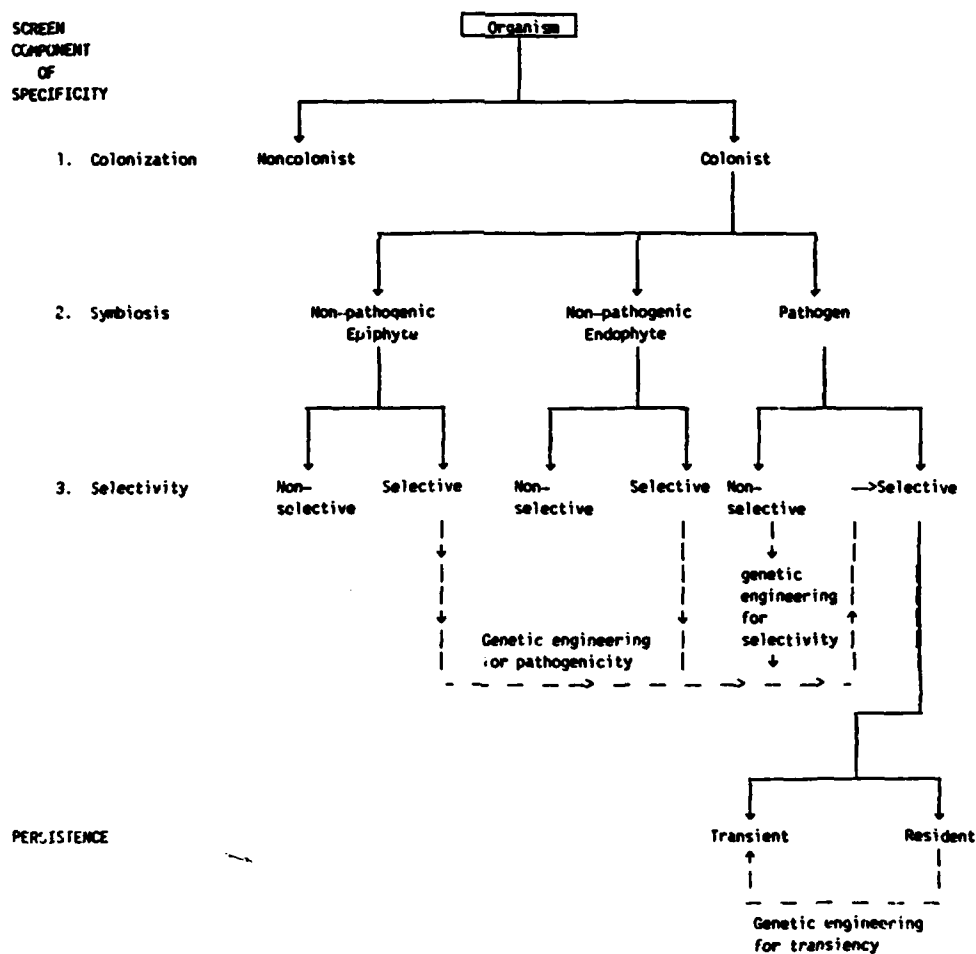 SCREEN
COMPONENT
OF
SPECIFICITY
Organism
1. Colonization Noncolonist Colonist
2. Symbiosis Non-pathogenic Non-pathogenic Pathogen
Epiphyte Endophyte
3. Selectivity Non- Selective Non- Selective Non- Selective
selective selective selective
genetic
engineering
for
selectivity
Genetic engineering
for pathogenicity
PERSISTENCE Transient Resident
Genetic engineering
for transiency